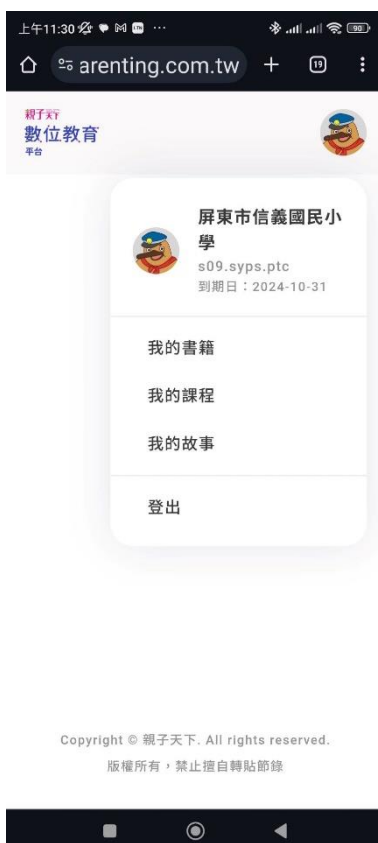 上午11:30
90
arenting.com.tw
19
親子天下
數位教育
平台
屏東市信義國民小
學
s09.syps.ptc
到期日：2024-10-31
我的書籍
我的課程
我的故事
登出
Copyright © 親子天下. All rights reserved.
版權所有，禁止擅自轉貼節錄